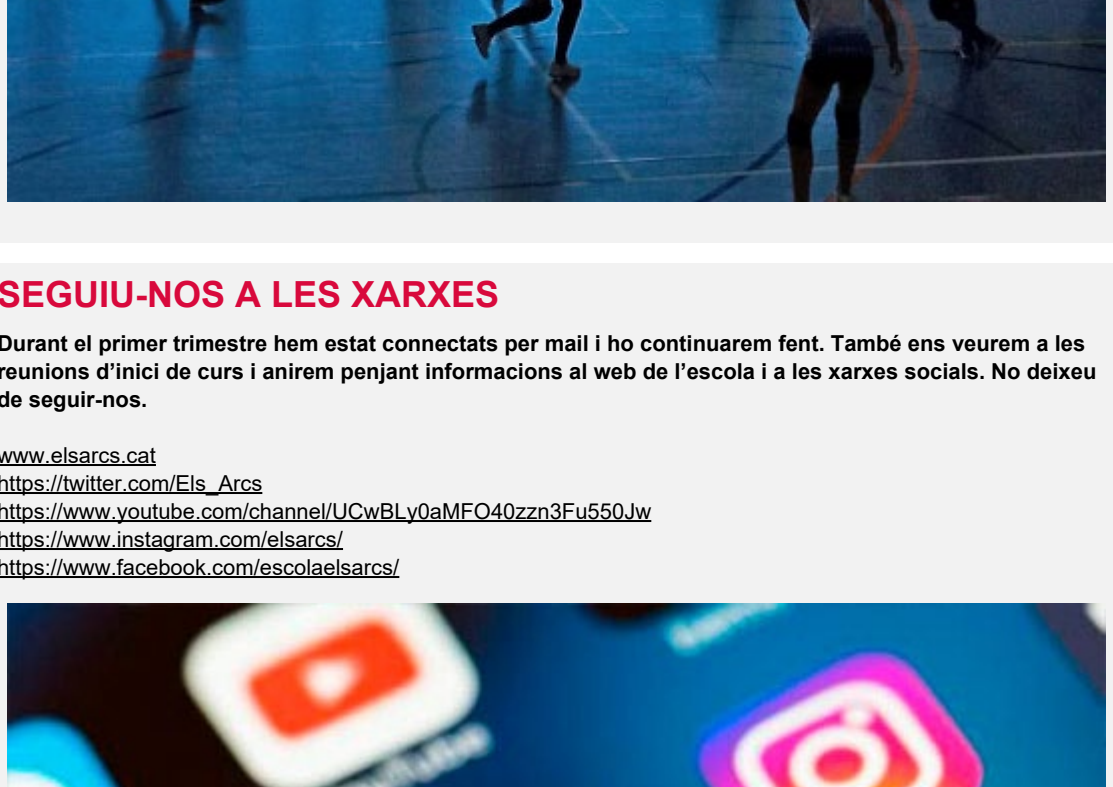 SEGUIU-NOS A LES XARXES
Durant el primer trimestre hem estat connectats per mail i ho continuarem fent. També ens veurem a les
reunions d’inici de curs i anirem penjant informacions al web de l’escola i a les xarxes socials. No deixeu
de seguir-nos.
www.elsarcs.cat
https://twitter.com/Els_Arcs
https://www.youtube.com/channel/UCwBLy0aMFO40zzn3Fu550Jw
https://www.instagram.com/elsarcs/
https://www.facebook.com/escolaelsarcs/